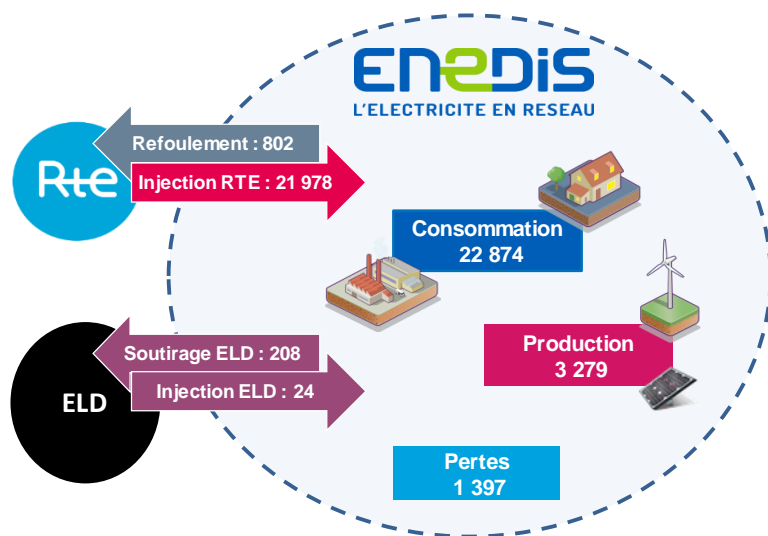 ENEDIS
L'ELECTRICITE EN RESEAU
Refoulement : 802
Rte
Injection RTE : 21 978
Consommation
22 874
Soutirage ELD : 208
ELD
Injection ELD : 24
Production
3 279
Pertes
1 397